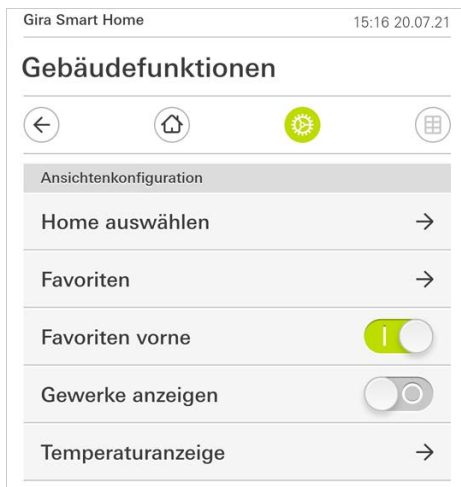 Gira Smart Home 15:16 20.07.21
Gebäudefunktionen
Ansichtenkonfiguration
Home auswählen
Favoriten
Favoriten vorne
Gewerke anzeigen
Temperaturanzeige